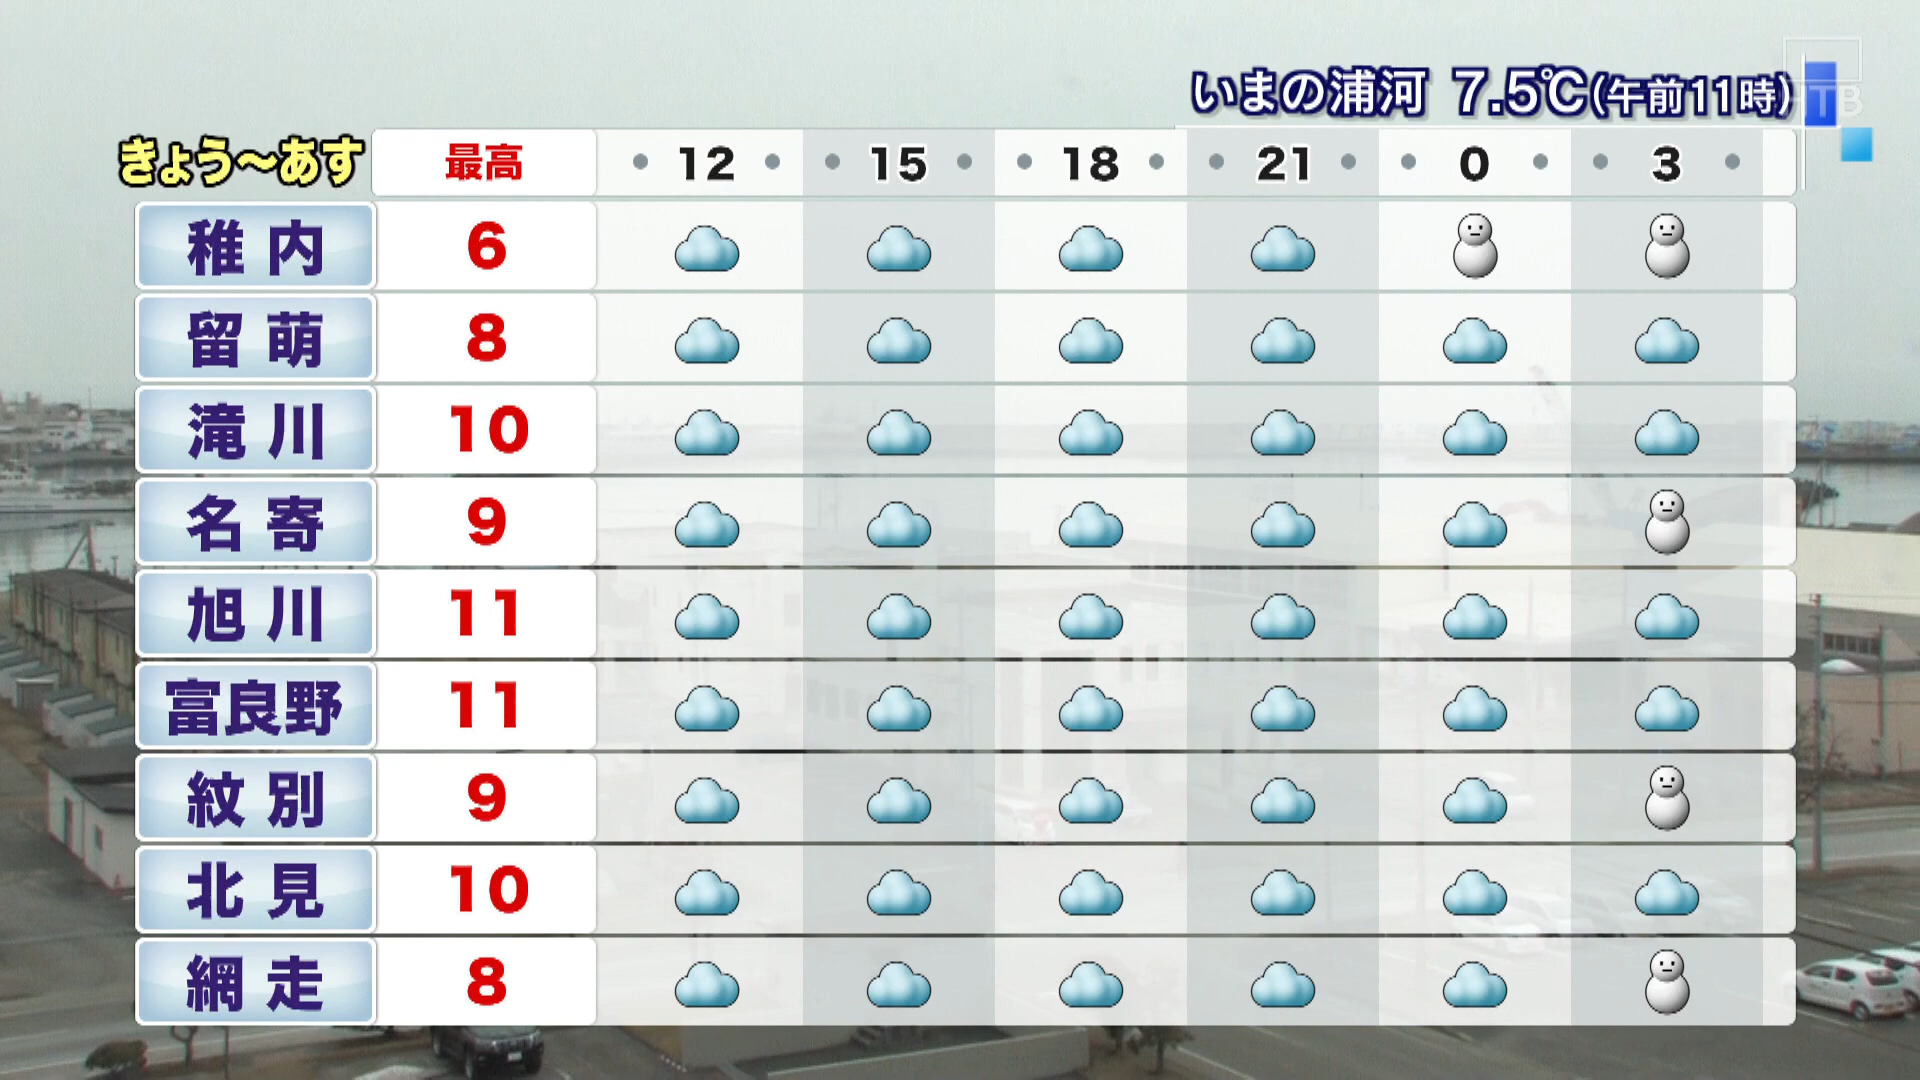 いまの浦河 7.5℃(午前11時)
HTB
きょう～あす 最高 12 15 18 21 0 3
稚内 6
留萌 8
滝川 10
名寄 9
旭川 11
富良野 11
紋別 9
北見 10
網走 8